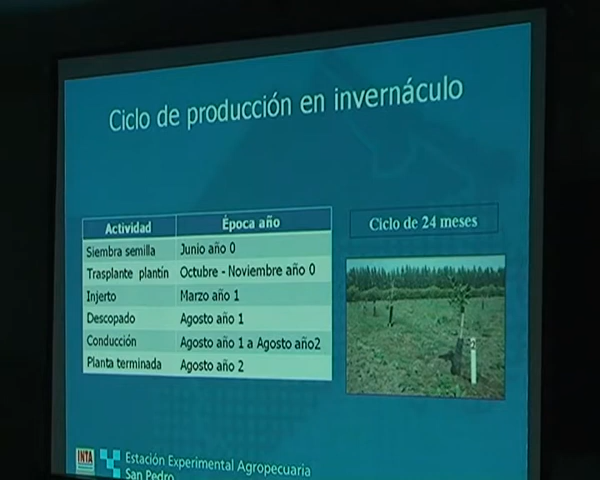 Ciclo de producción en invernáculo
Actividad Época año
Siembra semilla Junio año 0
Trasplante plantín Octubre - Noviembre año 0
Injerto Marzo año 1
Descopado Agosto año 1
Conducción Agosto año 1 a Agosto año2
Planta terminada Agosto año 2
Ciclo de 24 meses
INTA
Estación Experimental Agropecuaria
San Pedro